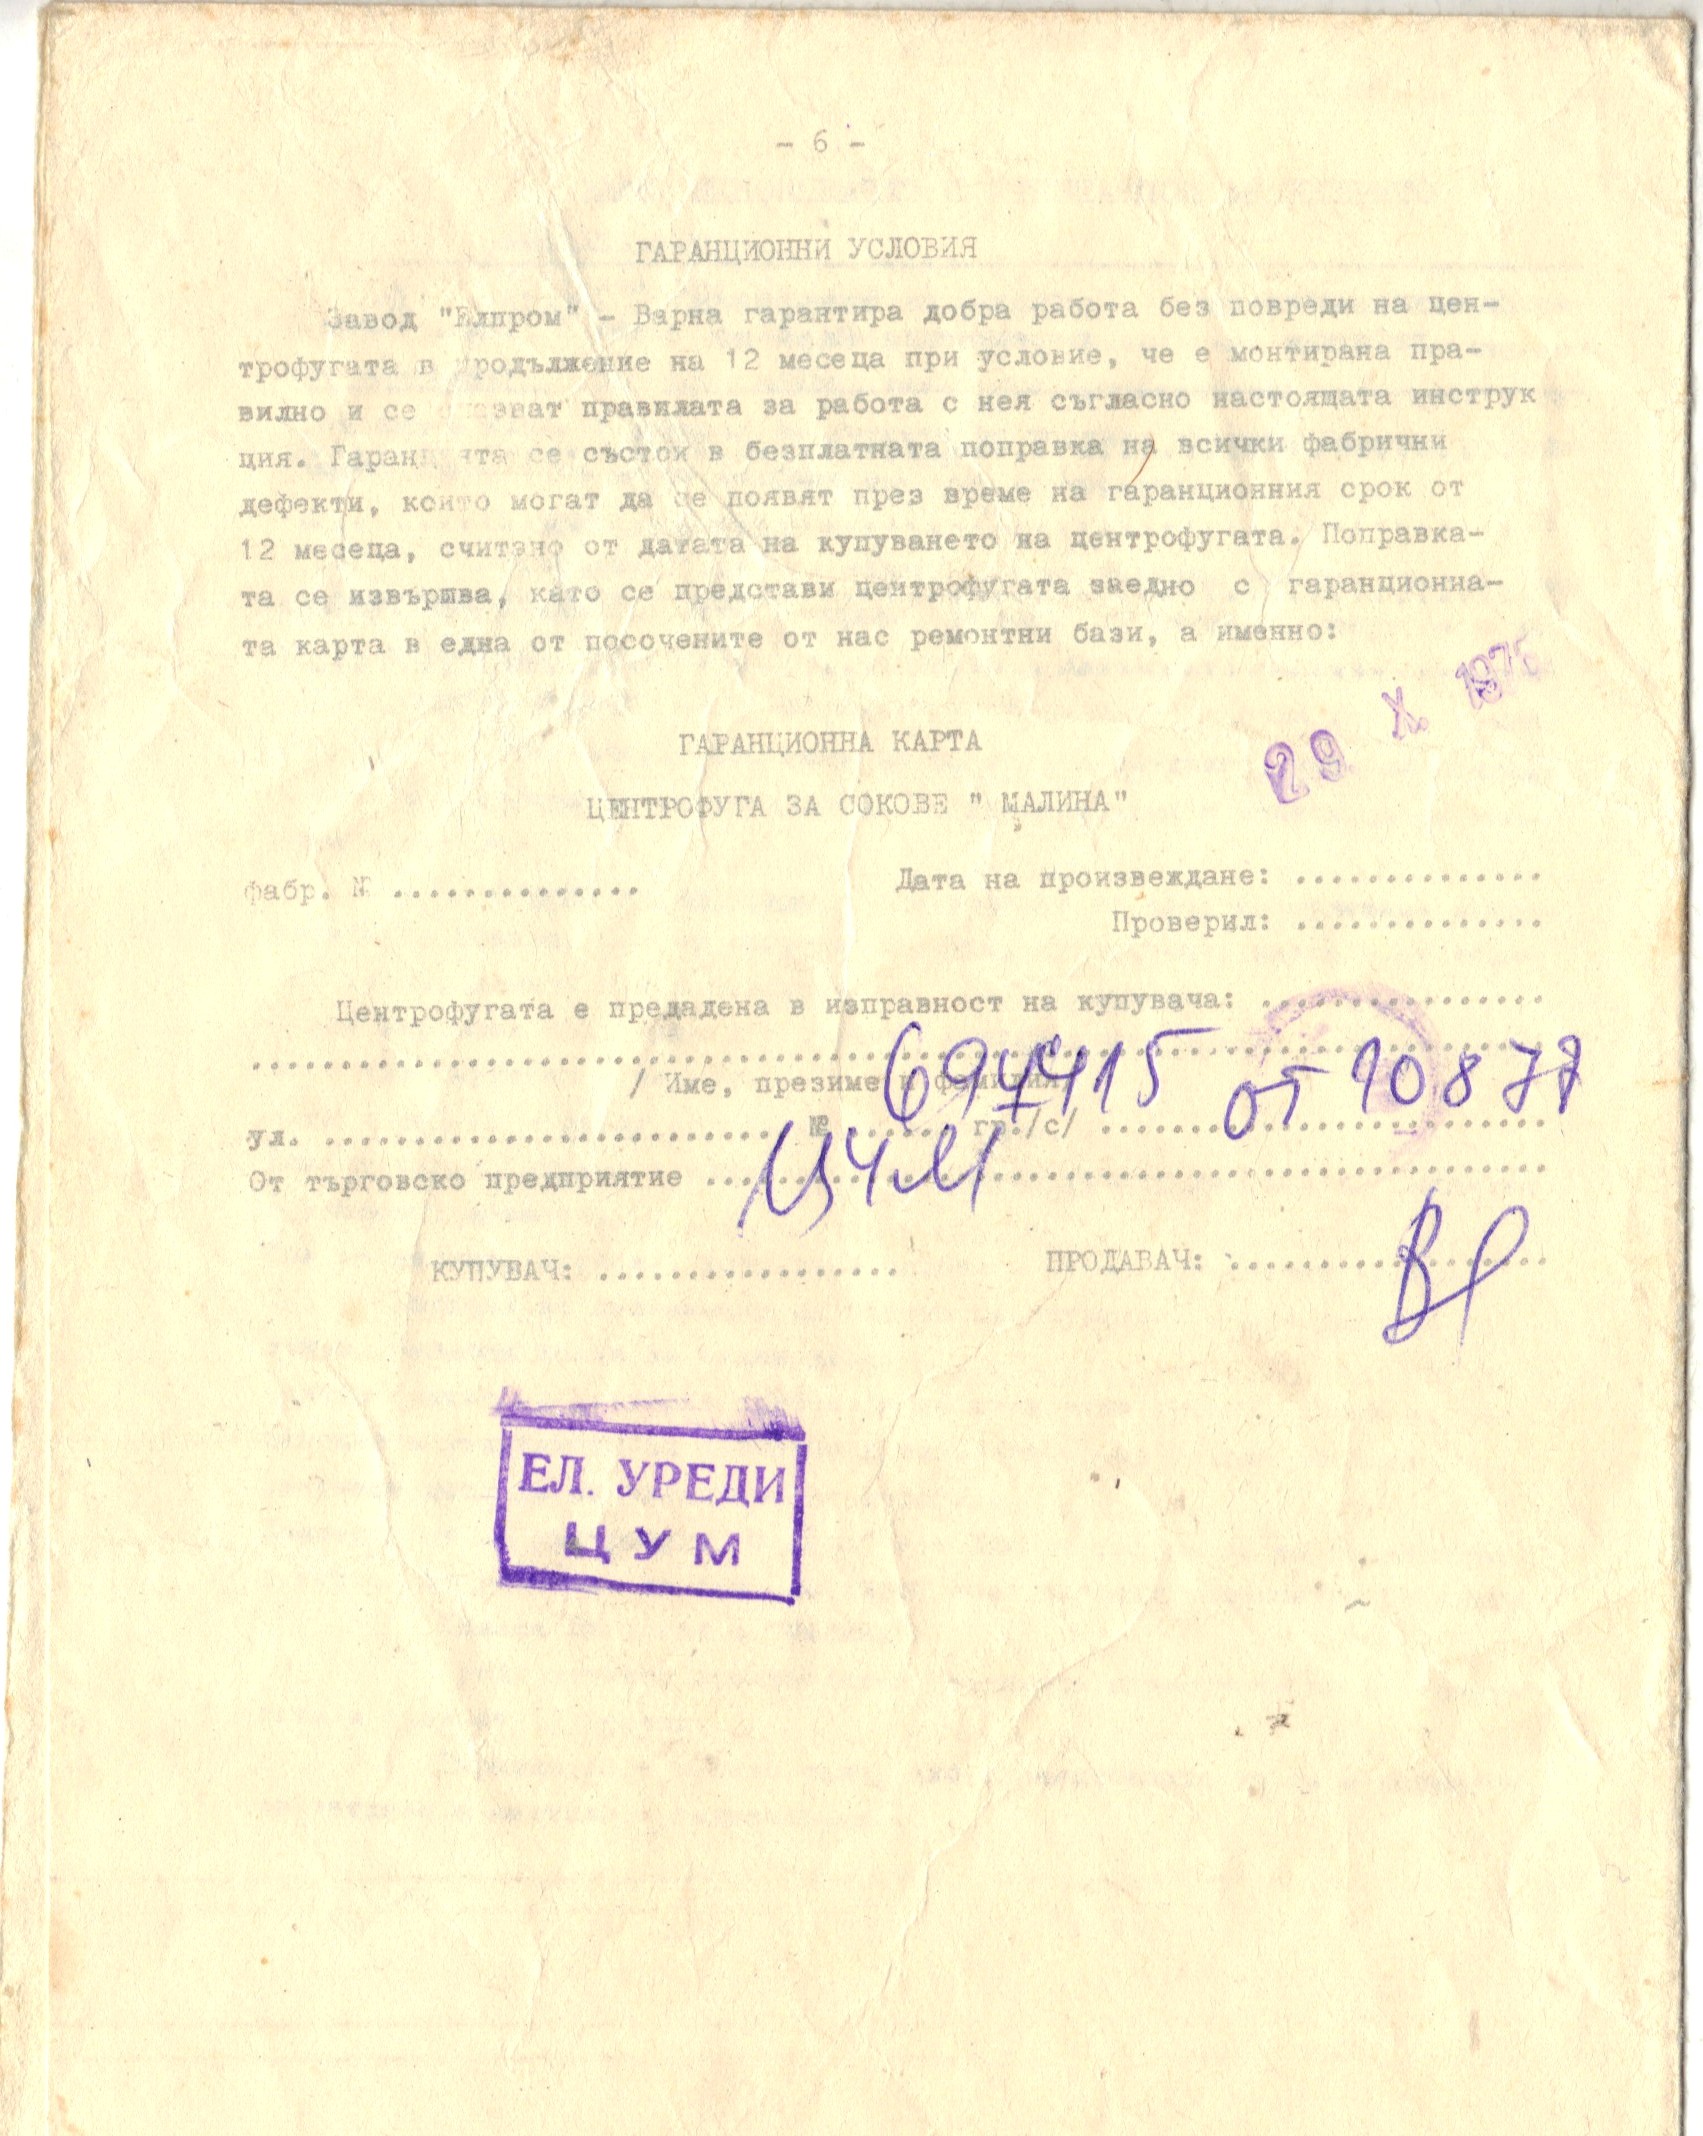 - 6 -
ГАРАНЦИОННИ УСЛОВИЯ
Завод "Елпром" - Варна гарантира добра работа без повреди на цен-
трофугата в продължение на 12 месеца при условие, че е монтирана пра-
вилно и се спазват правилата за работа с нея съгласно настоящата инструк
ция. Гаранцията се състои в безплатната поправка на всички фабрични
дефекти, които могат да се появят през време на гаранционния срок от
12 месеца, считано от датата на купуването на центрофугата. Поправка-
та се извършва, като се представи центрофугата заедно с гаранционна-
та карта в една от посочените от нас ремонтни бази, а именно:
29 X. 197
ГАРАНЦИОННА КАРТА
ЦЕНТРОФУГА ЗА СОКОВЕ " МАЛИНА"
фабр. № ..............
Дата на произвеждане: ..............
Проверил: ..............
Центрофугата е предадена в изправност на купувача: ................
/ Име, презиме и фамилия
от 10877
ул. ......................... № ...... гр./с/ .........................
От търговско предприятие ............ ЦУМ ............
КУПУВАЧ: .................
ПРОДАВАЧ: ..................
ЕЛ. УРЕДИ
ЦУМ